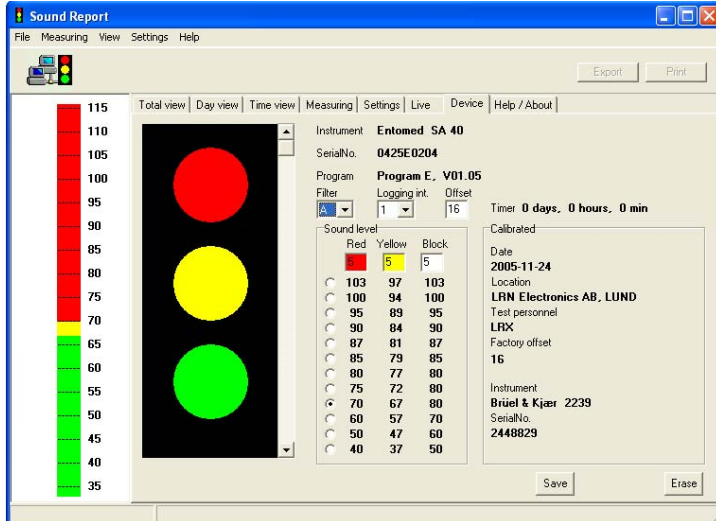 Sound Report
File Measuring View Settings Help
Export Print
Total view Day view Time view Measuring Settings Live Device Help / About
115
110
105
100
95
90
85
80
75
70
65
60
55
50
45
40
35
Instrument Entomed SA 40
SerialNo. 0425E0204
Program Program E, V01.05
Filter Logging int. Offset
A 1 16 Timer 0 days, 0 hours, 0 min
Sound level
Red Yellow Block
5 5 5
103 97 103
100 94 100
95 89 95
90 84 90
87 81 87
85 79 85
80 77 80
75 72 80
70 67 80
60 57 70
50 47 60
40 37 50
Calibrated
Date
2005-11-24
Location
LRN Electronics AB, LUND
Test personnel
LRX
Factory offset
16
Instrument
Brüel & Kjær 2239
SerialNo.
2448829
Save Erase